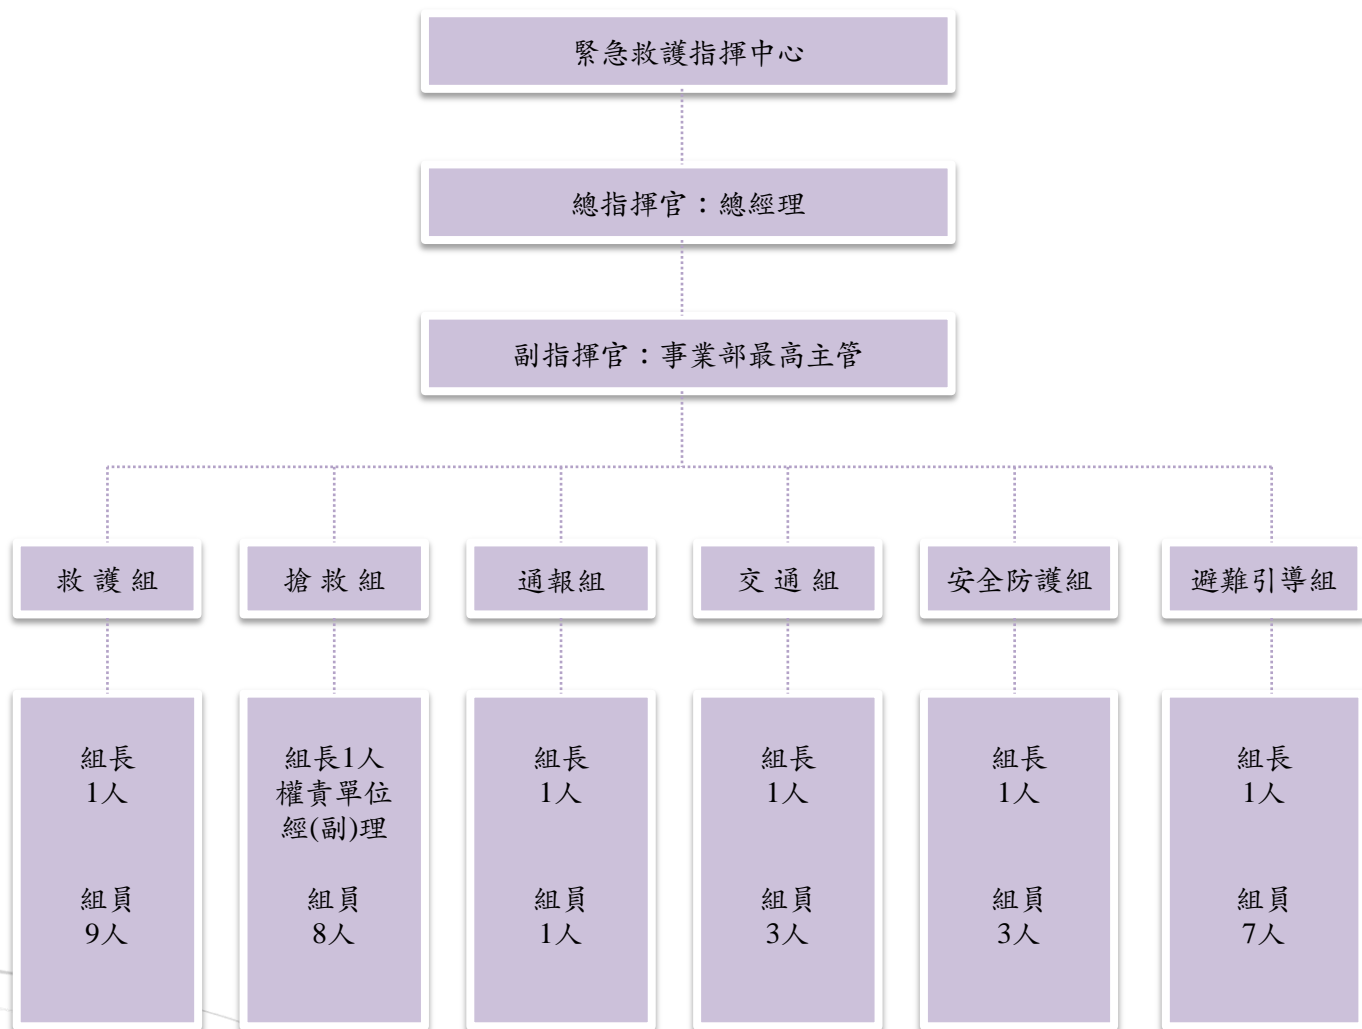 緊急救護指揮中心
總指揮官：總經理
副指揮官：事業部最高主管
救護組
搶救組
通報組
交通組
安全防護組
避難引導組
組長
1人
組員
9人
組長1人
權責單位
經(副)理
組員
8人
組長
1人
組員
1人
組長
1人
組員
3人
組長
1人
組員
3人
組長
1人
組員
7人